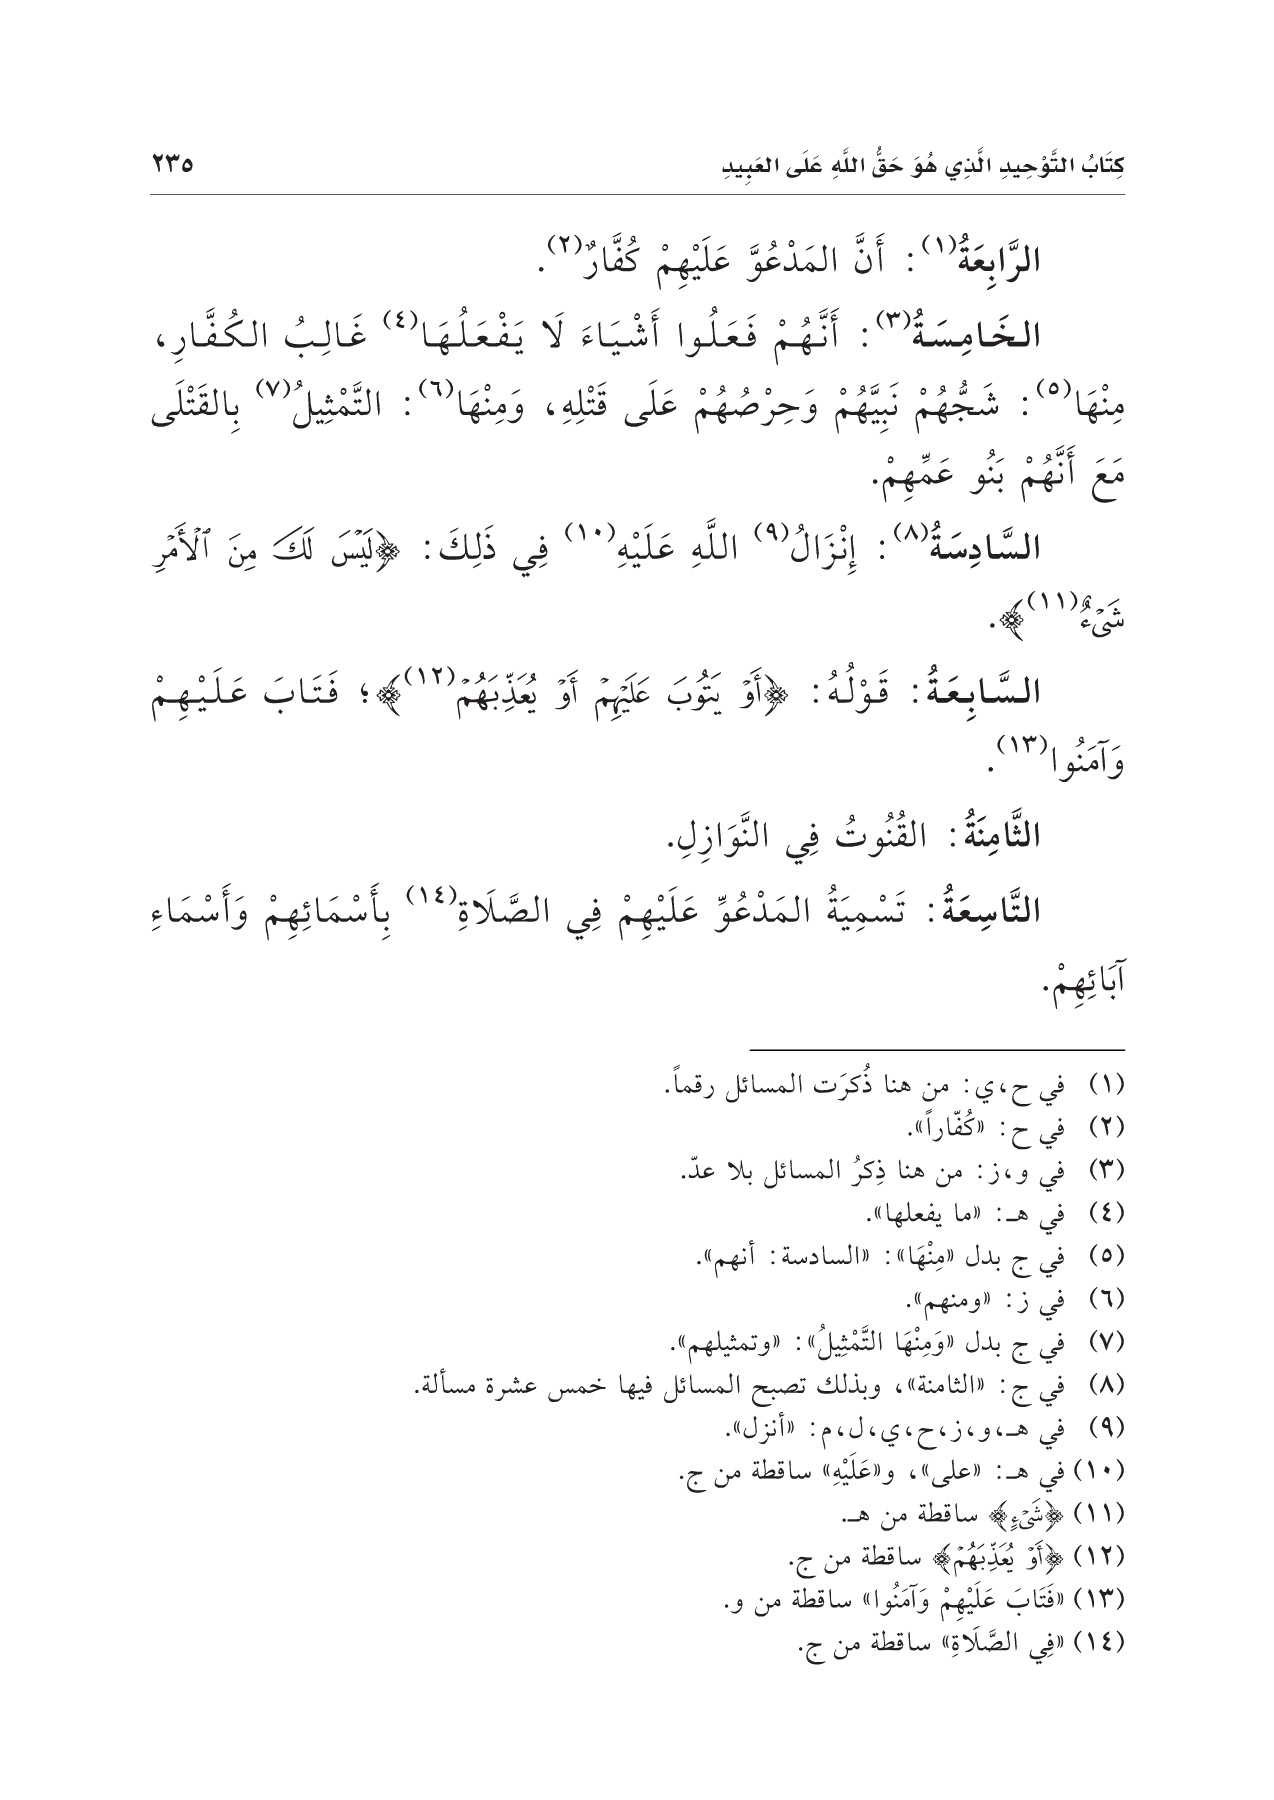 كِتَابُ التَّوْحِيدِ الَّذِي هُوَ حَقُّ اللَّهِ عَلَى العَبِيدِ ٢٣٥
الرَّابِعَةُ(١): أَنَّ المَدْعُوَّ عَلَيْهِمْ كُفَّارٌ(٢).
الخَامِسَةُ(٣): أَنَّهُمْ فَعَلُوا أَشْيَاءَ لَا يَفْعَلُهَا(٤) غَالِبُ الكُفَّارِ،
مِنْهَا(٥): شَجُّهُمْ نَبِيَّهُمْ وَحِرْصُهُمْ عَلَى قَتْلِهِ، وَمِنْهَا(٦): التَّمْثِيلُ(٧) بِالقَتْلَى
مَعَ أَنَّهُمْ بَنُو عَمِّهِمْ.
السَّادِسَةُ(٨): إِنْزَالُ(٩) اللَّهِ عَلَيْهِ(١٠) فِي ذَلِكَ: ﴿لَيْسَ لَكَ مِنَ ٱلْأَمْرِ
شَيْءٌ(١١)﴾.
السَّابِعَةُ: قَوْلُهُ: ﴿أَوْ يَتُوبَ عَلَيْهِمْ أَوْ يُعَذِّبَهُمْ(١٢)﴾؛ فَتَابَ عَلَيْهِمْ
وَآمَنُوا(١٣).
الثَّامِنَةُ: القُنُوتُ فِي النَّوَازِلِ.
التَّاسِعَةُ: تَسْمِيَةُ المَدْعُوِّ عَلَيْهِمْ فِي الصَّلَاةِ(١٤) بِأَسْمَائِهِمْ وَأَسْمَاءِ
آبَائِهِمْ.
(١) في ح،ي: من هنا ذُكرَت المسائل رقماً.
(٢) في ح: «كُفّاراً».
(٣) في و،ز: من هنا ذِكرُ المسائل بلا عدّ.
(٤) في هـ: «ما يفعلها».
(٥) في ج بدل «مِنْهَا»: «السادسة: أنهم».
(٦) في ز: «ومنهم».
(٧) في ج بدل «وَمِنْهَا التَّمْثِيلُ»: «وتمثيلهم».
(٨) في ج: «الثامنة»، وبذلك تصبح المسائل فيها خمس عشرة مسألة.
(٩) في هـ،و،ز،ح،ي،ل،م: «أنزل».
(١٠) في هـ: «على»، و«عَلَيْهِ» ساقطة من ج.
(١١) ﴿شَيْءٍ﴾ ساقطة من هـ.
(١٢) ﴿أَوْ يُعَذِّبَهُمْ﴾ ساقطة من ج.
(١٣) «فَتَابَ عَلَيْهِمْ وَآمَنُوا» ساقطة من و.
(١٤) «فِي الصَّلَاةِ» ساقطة من ج.